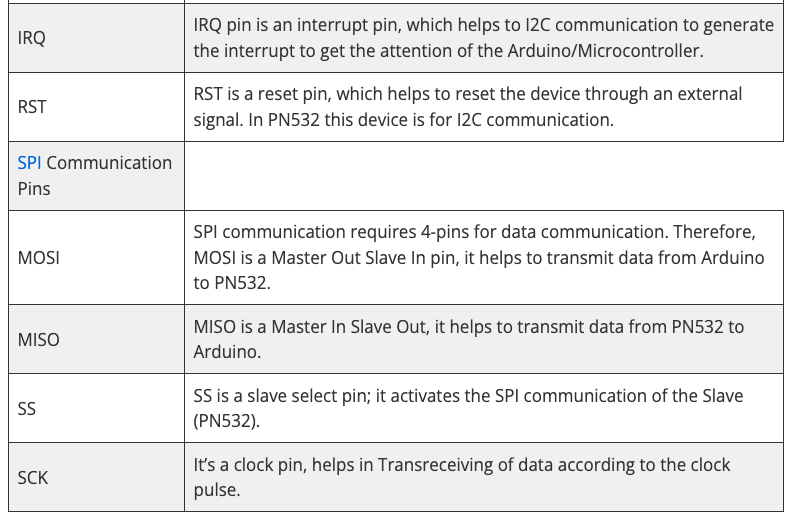 IRQ
IRQ pin is an interrupt pin, which helps to I2C communication to generate
the interrupt to get the attention of the Arduino/Microcontroller.
RST
RST is a reset pin, which helps to reset the device through an external
signal. In PN532 this device is for I2C communication.
SPI Communication
Pins
MOSI
SPI communication requires 4-pins for data communication. Therefore,
MOSI is a Master Out Slave In pin, it helps to transmit data from Arduino
to PN532.
MISO
MISO is a Master In Slave Out, it helps to transmit data from PN532 to
Arduino.
SS
SS is a slave select pin; it activates the SPI communication of the Slave
(PN532).
SCK
It’s a clock pin, helps in Transreceiving of data according to the clock
pulse.